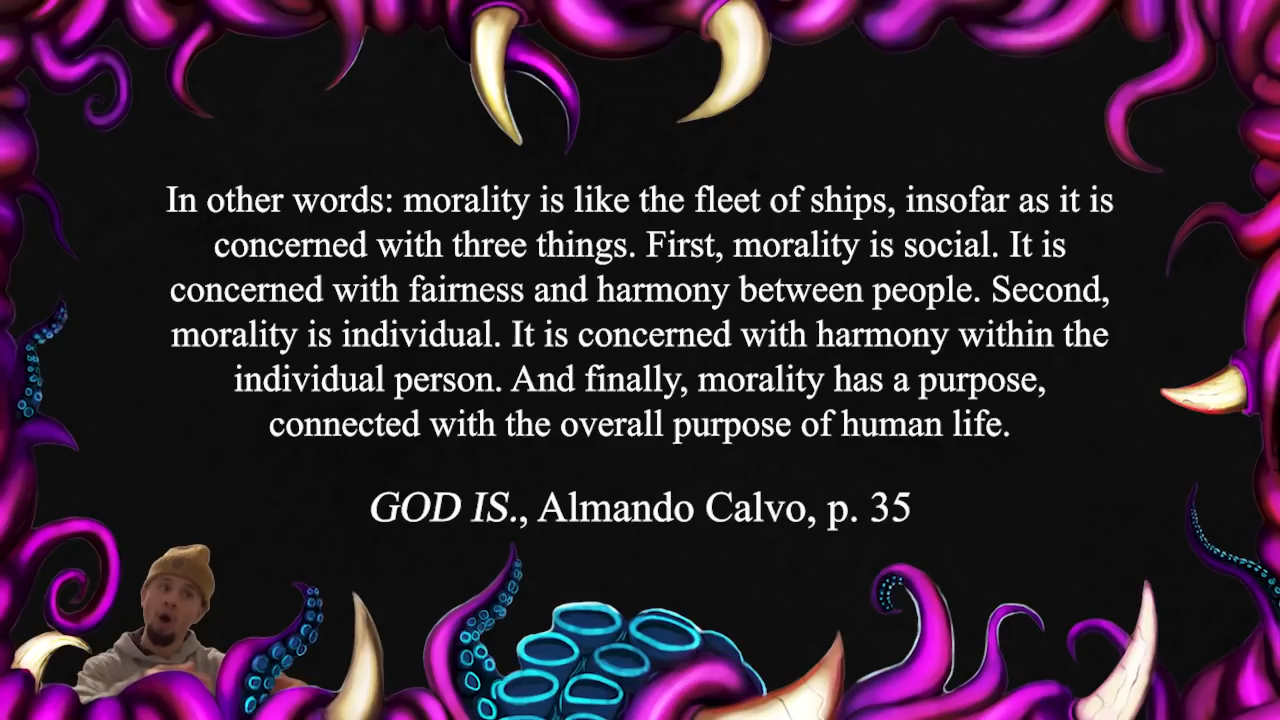 In other words: morality is like the fleet of ships, insofar as it is
concerned with three things. First, morality is social. It is
concerned with fairness and harmony between people. Second,
morality is individual. It is concerned with harmony within the
individual person. And finally, morality has a purpose,
connected with the overall purpose of human life.
GOD IS., Almando Calvo, p. 35